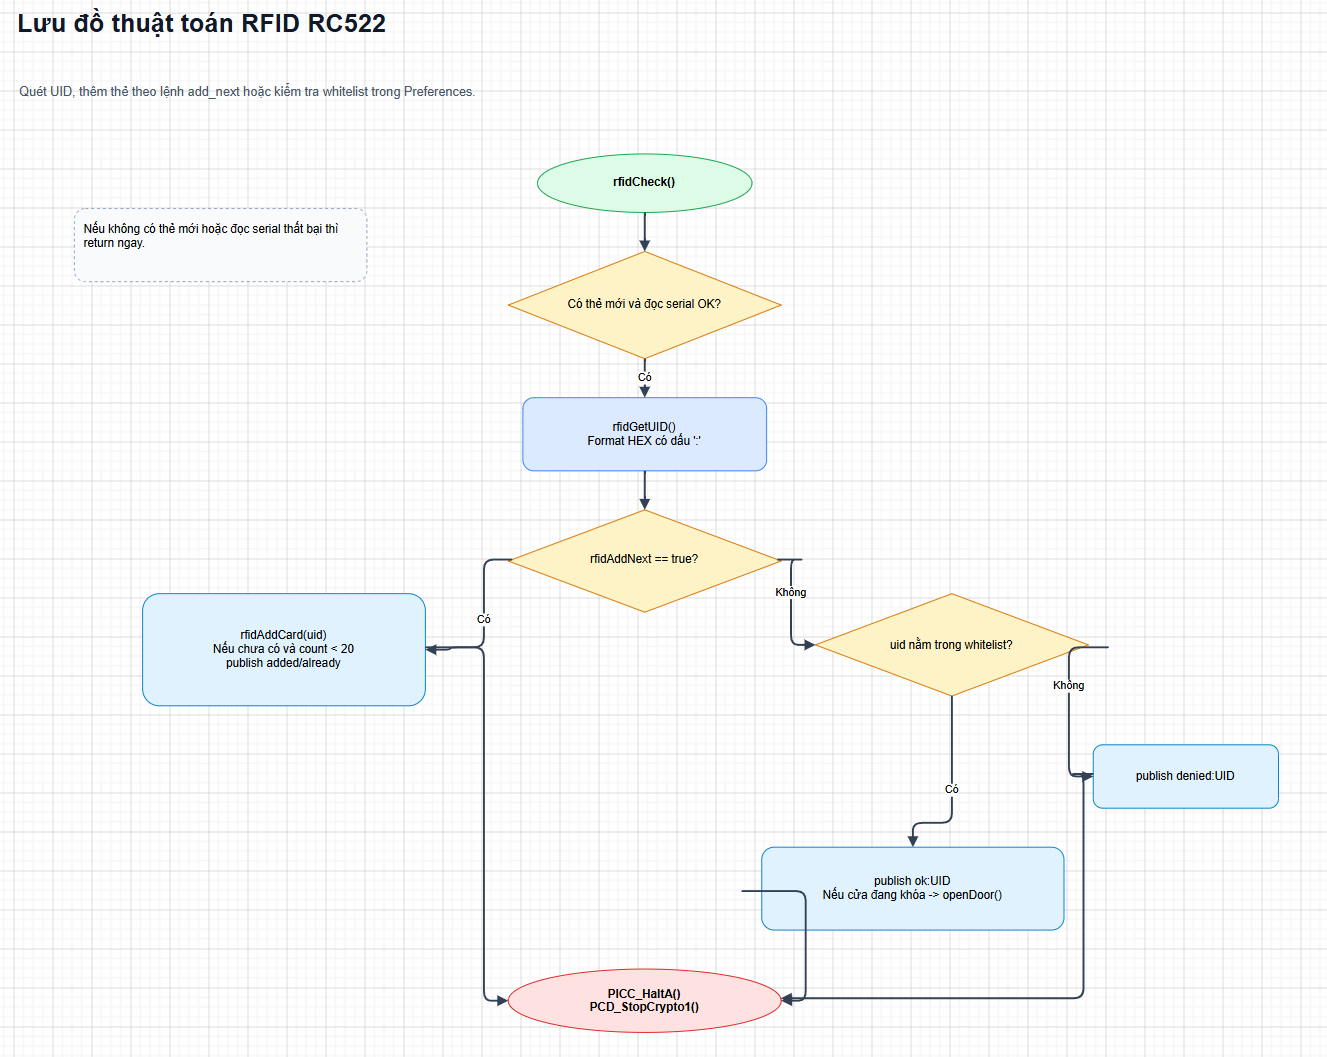 Lưu đồ thuật toán RFID RC522
Quét UID, thêm thẻ theo lệnh add_next hoặc kiểm tra whitelist trong Preferences.
rfidCheck()
Nếu không có thẻ mới hoặc đọc serial thất bại thì
return ngay.
Có thẻ mới và đọc serial OK?
Có
rfidGetUID()
Format HEX có dấu ':'
rfidAddNext == true?
Không
Có
rfidAddCard(uid)
Nếu chưa có và count < 20
publish added/already
uid nằm trong whitelist?
Không
publish denied:UID
Có
publish ok:UID
Nếu cửa đang khóa -> openDoor()
PICC_HaltA()
PCD_StopCrypto1()